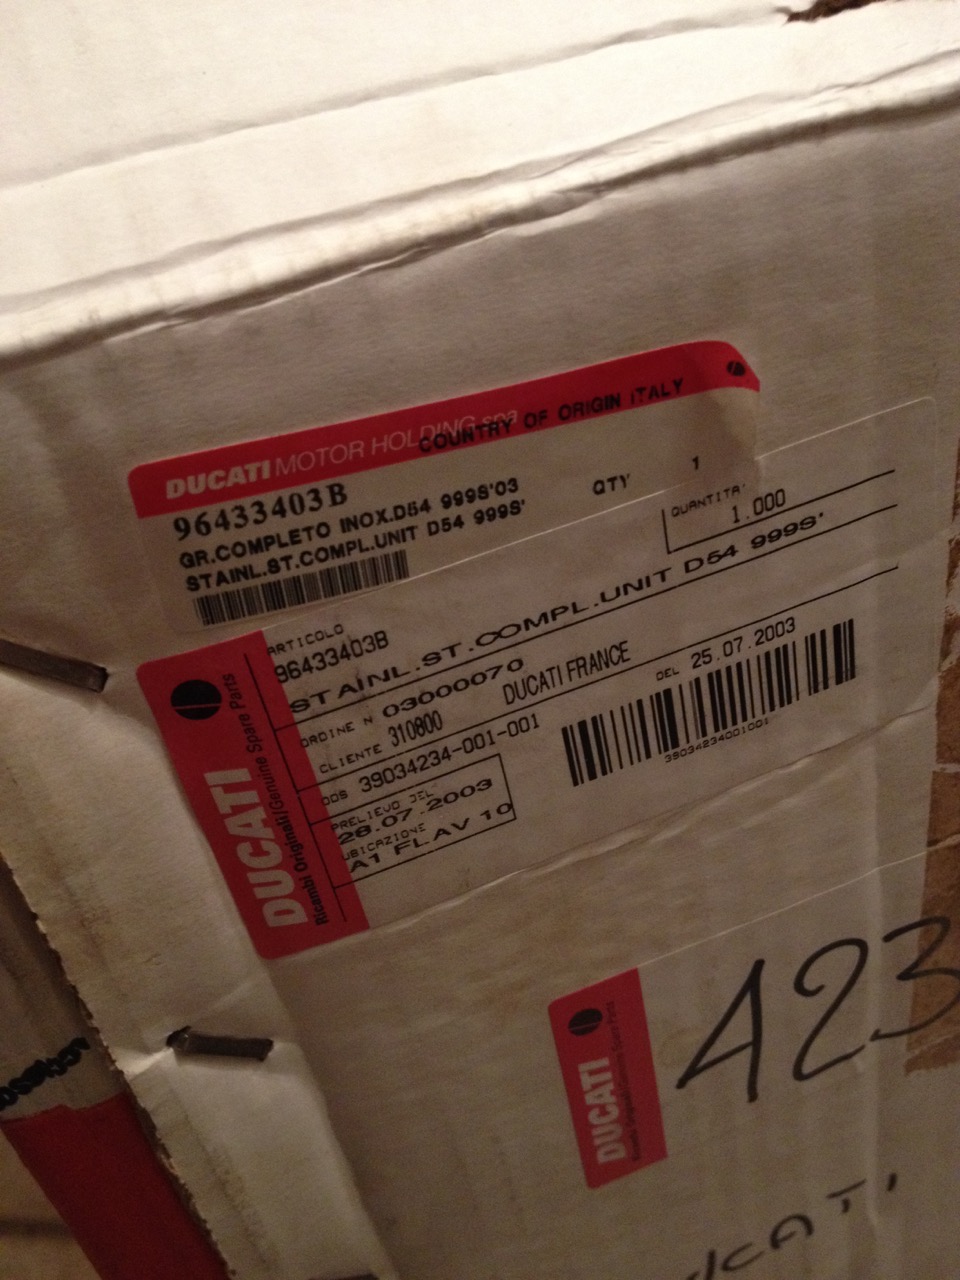 DUCATI MOTOR HOLDING spa
COUNTRY OF ORIGIN ITALY
96433403B
GR.COMPLETO INOX.D54 999S'03
QTY 1
STAINL.ST.COMPL.UNIT D54 999S'
QUANTITA'
1.000
ARTICOLO
96433403B
STAINL.ST.COMPL.UNIT D54 999S'
ORDINE N 03000070
CLIENTE 310800 DUCATI FRANCE
DDS 39034234-001-001
DEL 25.07.2003
39034234001001
PRELIEVO DEL
28.07.2003
UBICAZIONE
A1 FL AV 10
DUCATI
Ricambi Originali/Genuine Spare Parts
DUCATI
A23